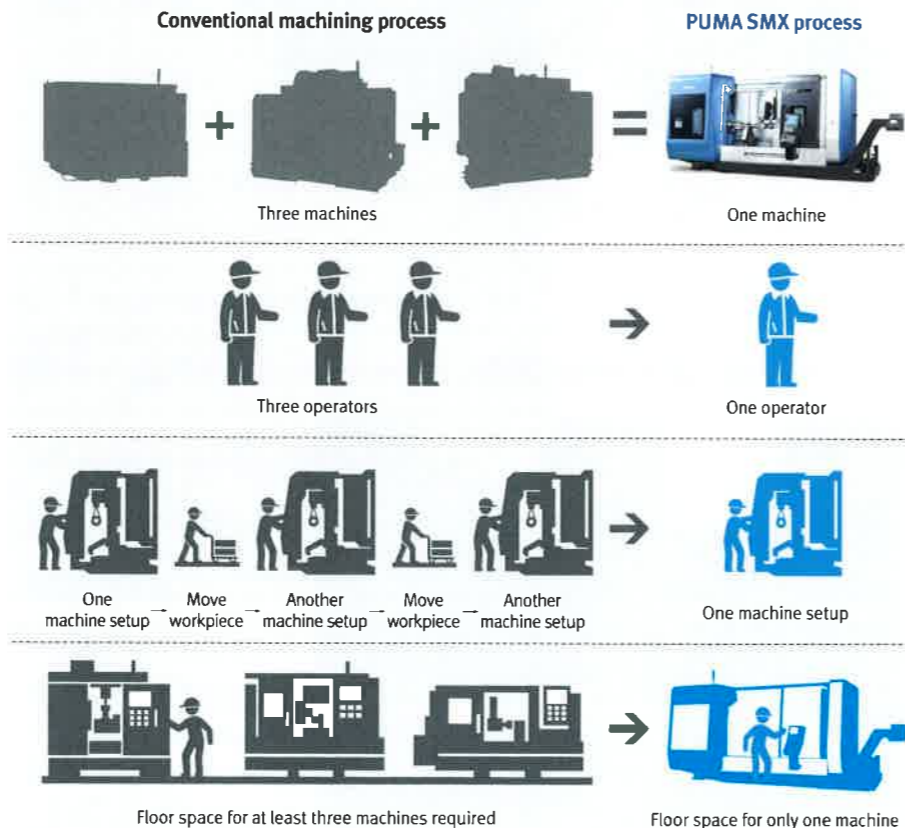 Conventional machining process
PUMA SMX process
Three machines
One machine
Three operators
One operator
One
machine setup
Move
workpiece
Another
machine setup
Move
workpiece
Another
machine setup
One machine setup
Floor space for at least three machines required
Floor space for only one machine